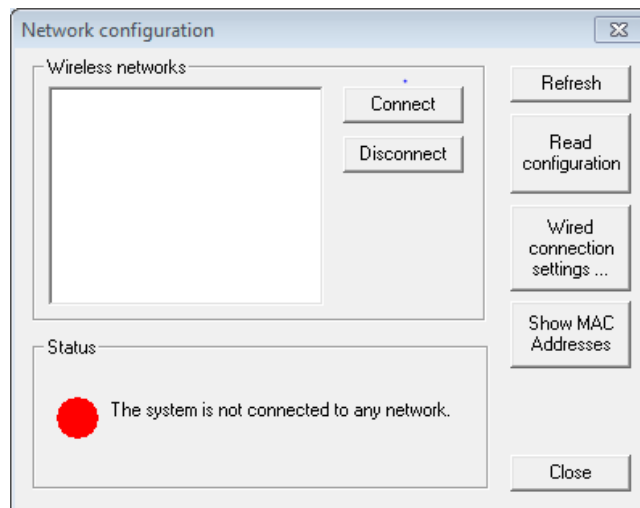 Network configuration
Wireless networks
Connect
Disconnect
Refresh
Read
configuration
Wired
connection
settings ...
Show MAC
Addresses
Status
The system is not connected to any network.
Close